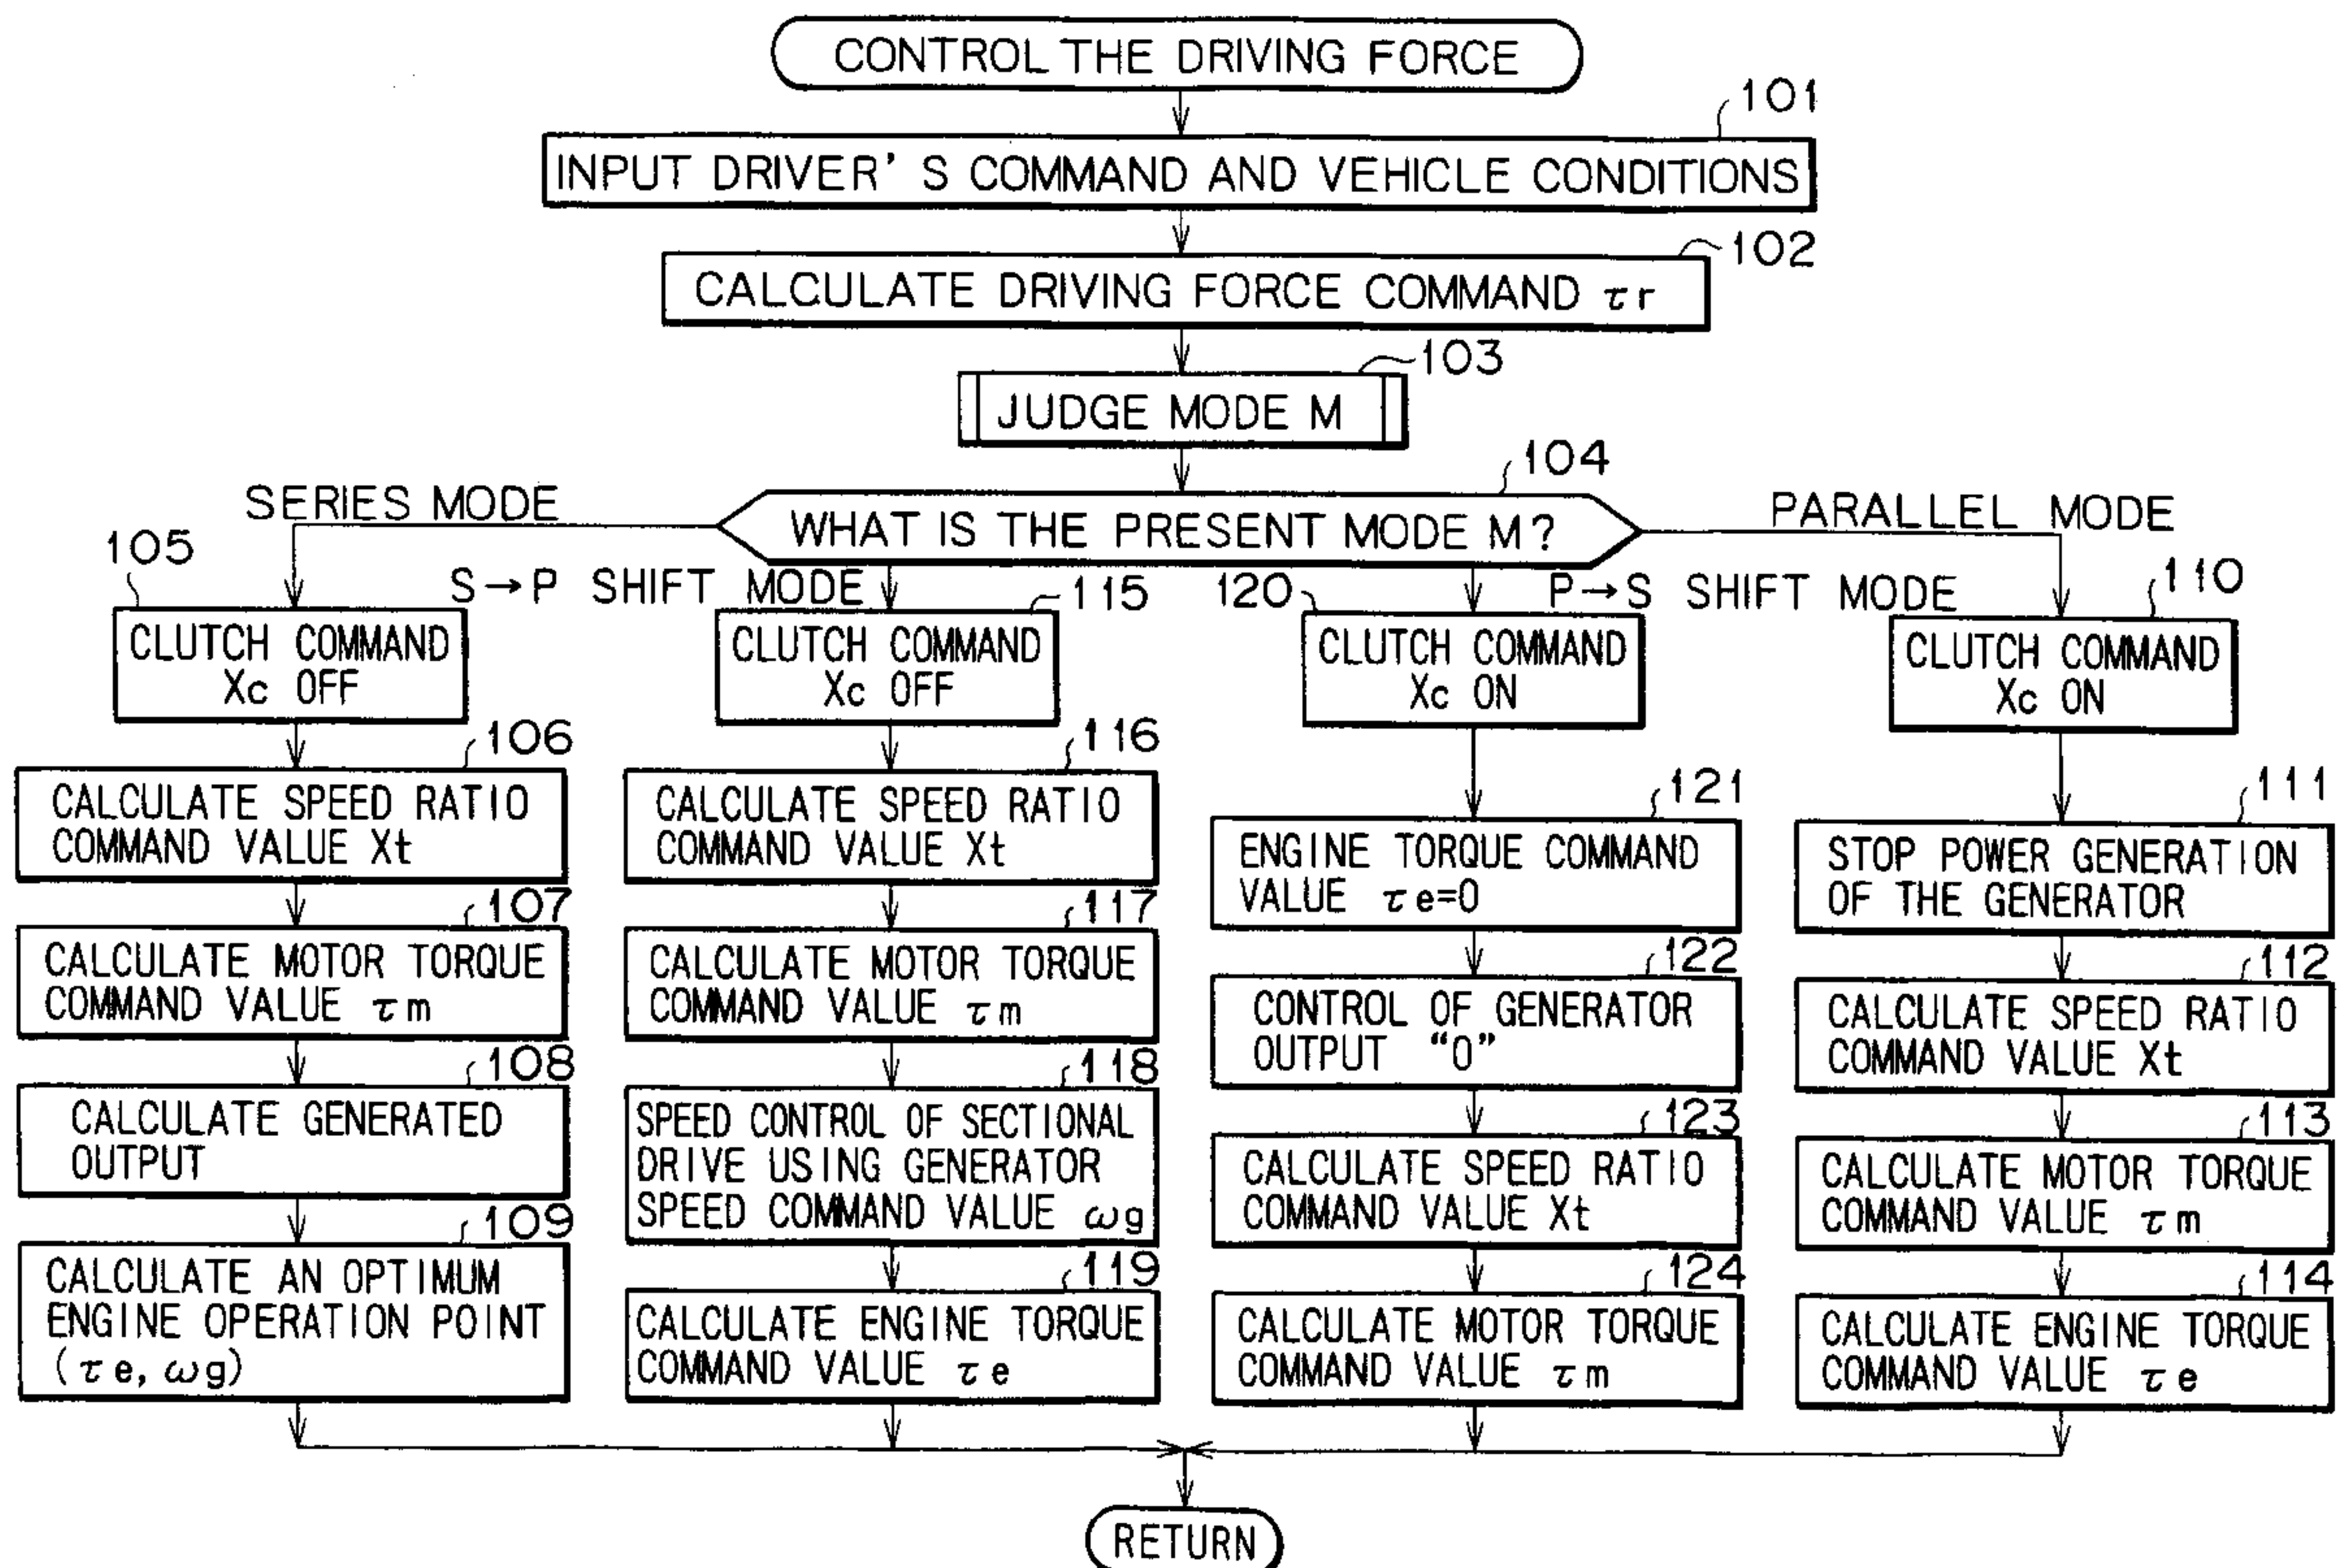 CONTROL THE DRIVING FORCE
101
INPUT DRIVER'S COMMAND AND VEHICLE CONDITIONS
102
CALCULATE DRIVING FORCE COMMAND τr
103
JUDGE MODE M
104
WHAT IS THE PRESENT MODE M?
SERIES MODE
S→P SHIFT MODE
P→S SHIFT MODE
PARALLEL MODE
105
CLUTCH COMMAND
Xc OFF
106
CALCULATE SPEED RATIO
COMMAND VALUE Xt
107
CALCULATE MOTOR TORQUE
COMMAND VALUE τm
108
CALCULATE GENERATED
OUTPUT
109
CALCULATE AN OPTIMUM
ENGINE OPERATION POINT
(τe, ωg)
115
CLUTCH COMMAND
Xc OFF
116
CALCULATE SPEED RATIO
COMMAND VALUE Xt
117
CALCULATE MOTOR TORQUE
COMMAND VALUE τm
118
SPEED CONTROL OF SECTIONAL
DRIVE USING GENERATOR
SPEED COMMAND VALUE ωg
119
CALCULATE ENGINE TORQUE
COMMAND VALUE τe
120
CLUTCH COMMAND
Xc ON
121
ENGINE TORQUE COMMAND
VALUE τe=0
122
CONTROL OF GENERATOR
OUTPUT “0”
123
CALCULATE SPEED RATIO
COMMAND VALUE Xt
124
CALCULATE MOTOR TORQUE
COMMAND VALUE τm
110
CLUTCH COMMAND
Xc ON
111
STOP POWER GENERATION
OF THE GENERATOR
112
CALCULATE SPEED RATIO
COMMAND VALUE Xt
113
CALCULATE MOTOR TORQUE
COMMAND VALUE τm
114
CALCULATE ENGINE TORQUE
COMMAND VALUE τe
RETURN